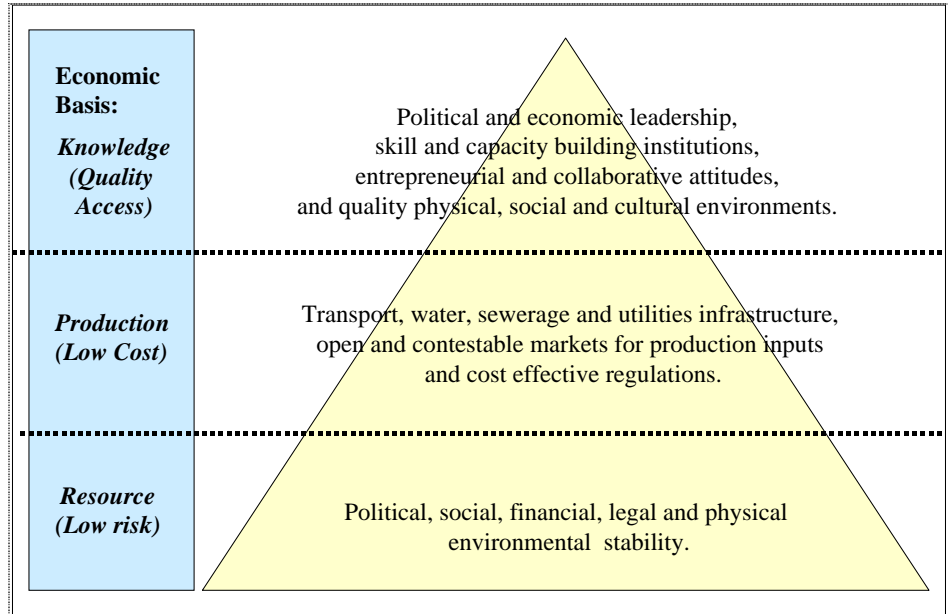 Economic
Basis:
Knowledge
(Quality
Access)
Political and economic leadership,
skill and capacity building institutions,
entrepreneurial and collaborative attitudes,
and quality physical, social and cultural environments.
Production
(Low Cost)
Transport, water, sewerage and utilities infrastructure,
open and contestable markets for production inputs
and cost effective regulations.
Resource
(Low risk)
Political, social, financial, legal and physical
environmental stability.